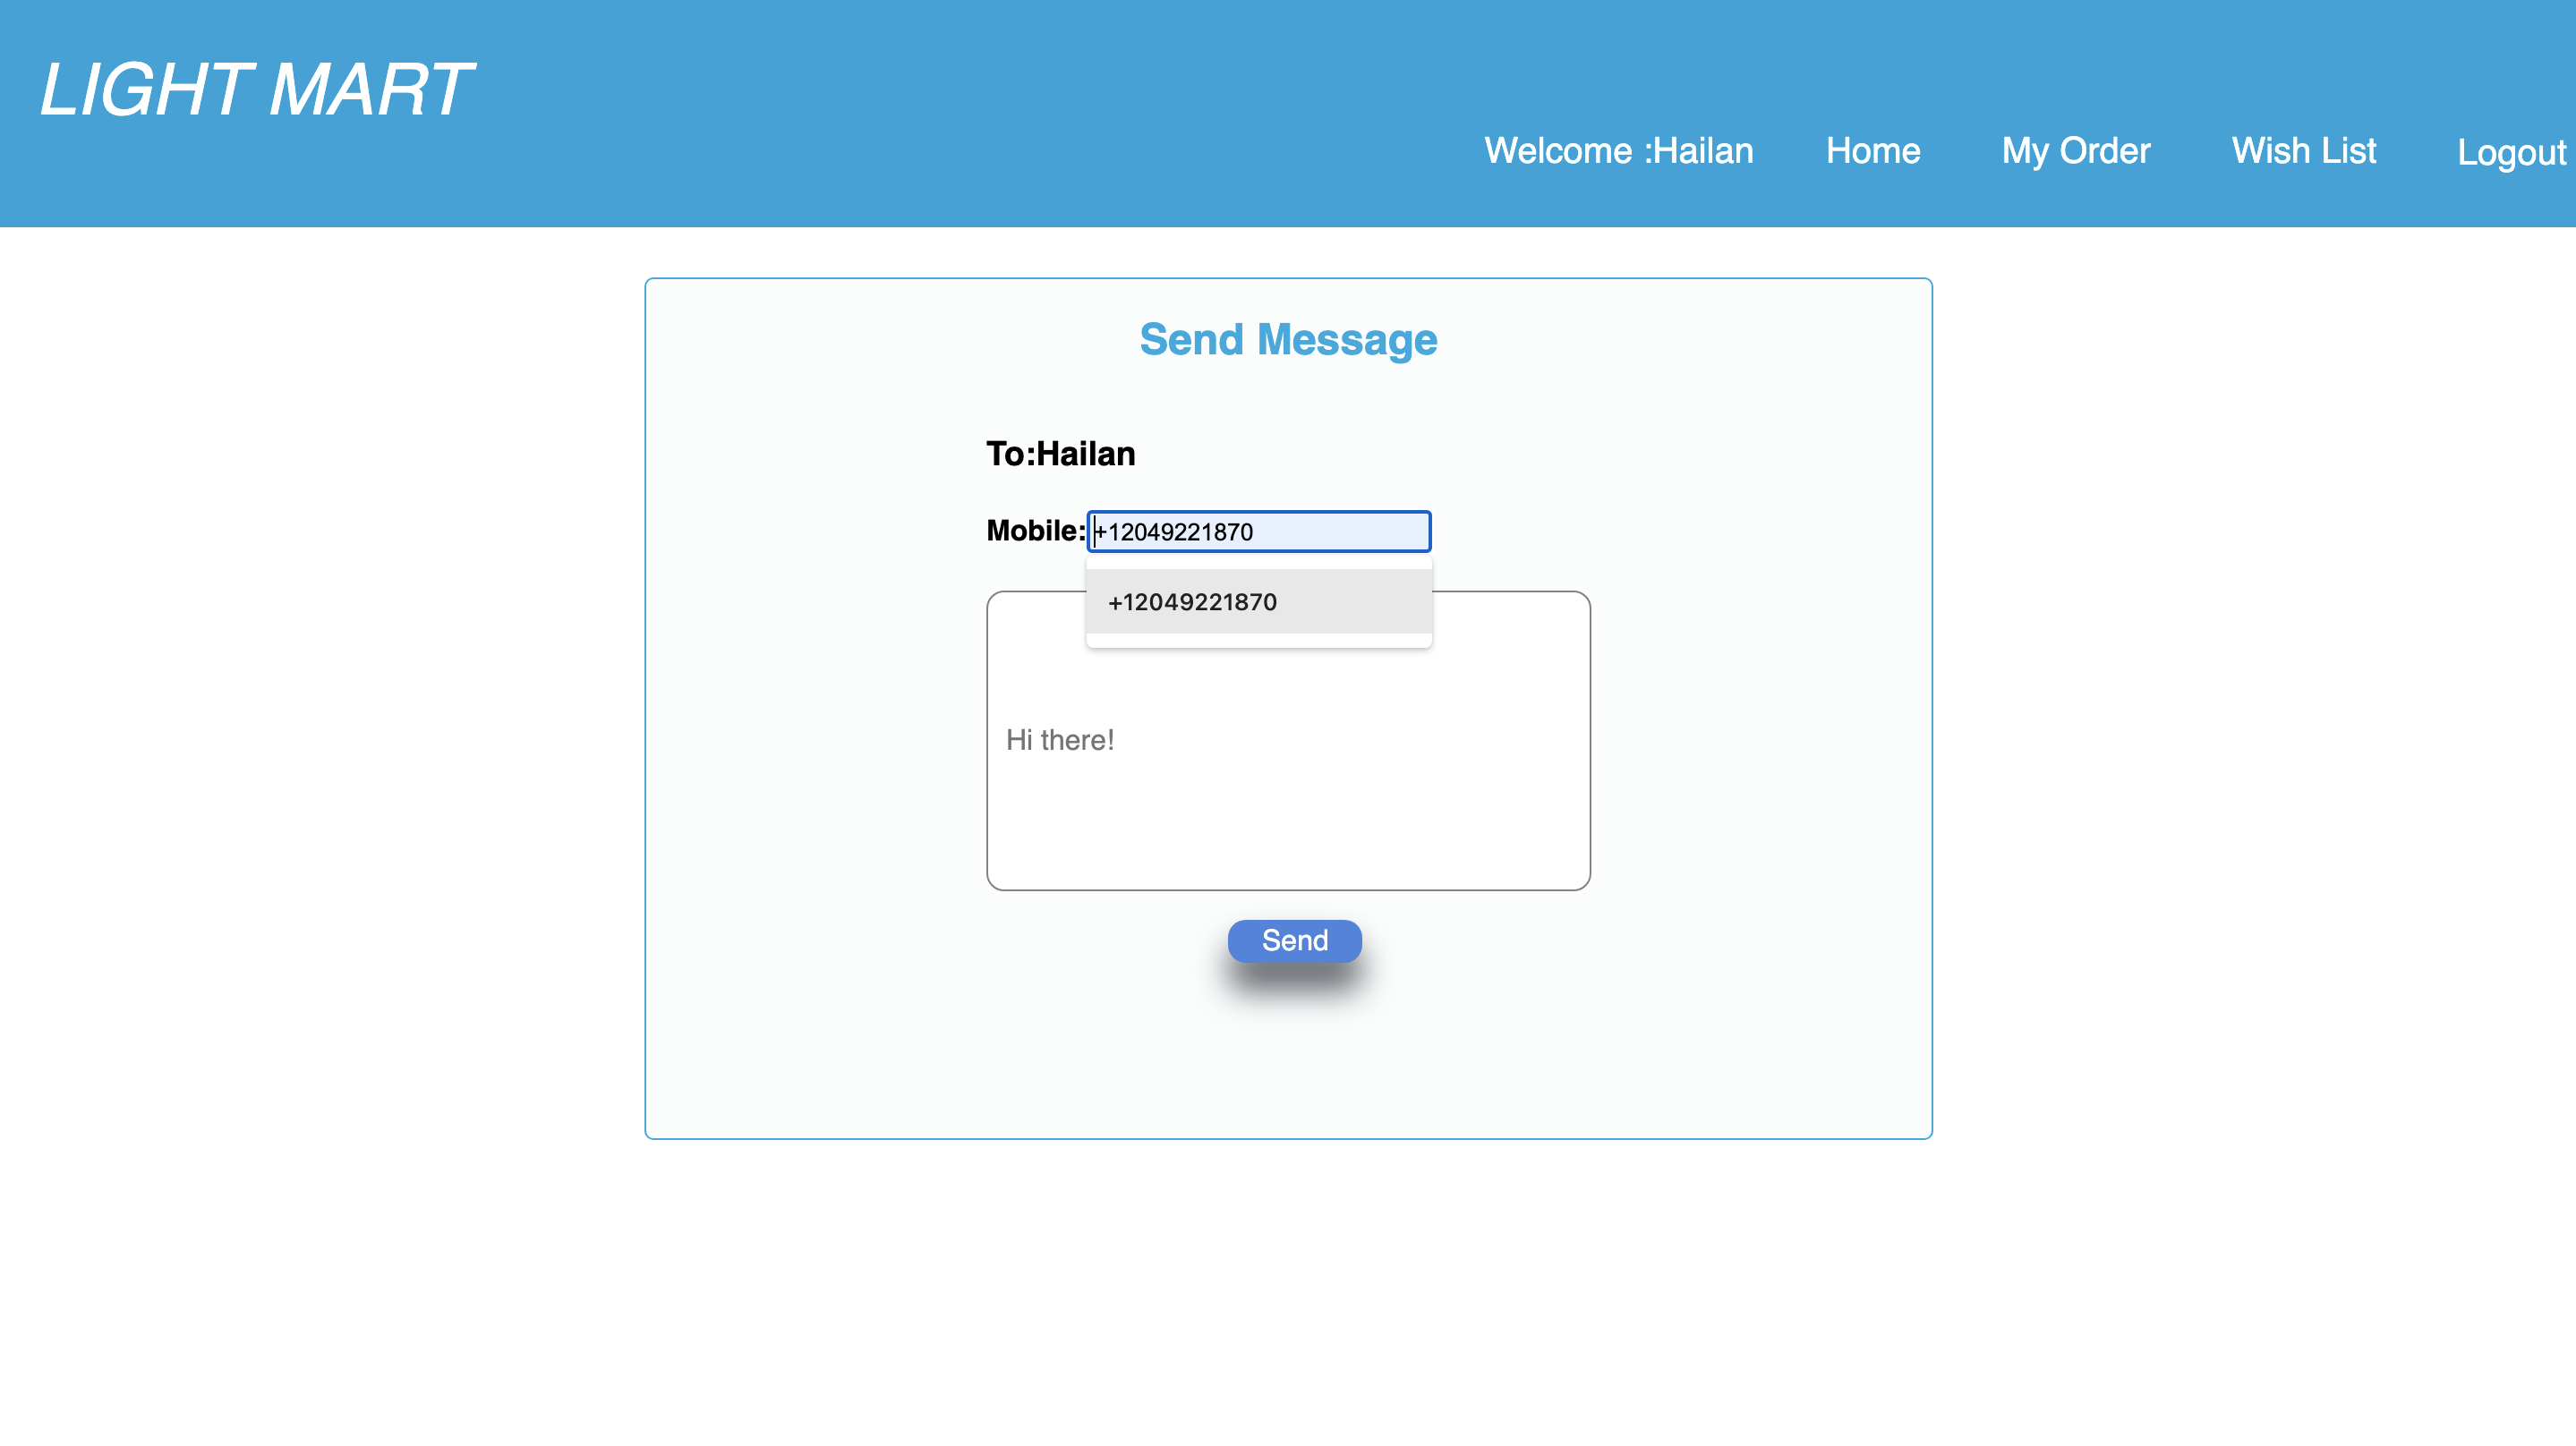 LIGHT MART
Welcome :Hailan Home My Order Wish List Logout
Send Message
To:Hailan
Mobile:+12049221870
+12049221870
Hi there!
Send